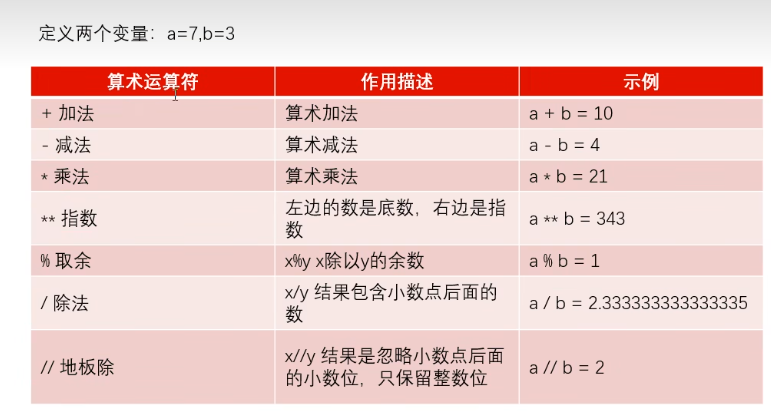 定义两个变量：a=7,b=3
算术运算符 作用描述 示例
+ 加法 算术加法 a + b = 10
- 减法 算术减法 a - b = 4
* 乘法 算术乘法 a * b = 21
** 指数 左边的数是底数，右边是指
数 a ** b = 343
% 取余 x%y x除以y的余数 a % b = 1
/ 除法 x/y 结果包含小数点后面的
数 a / b = 2.333333333333335
// 地板除 x//y 结果是忽略小数点后面
的小数位，只保留整数位 a // b = 2